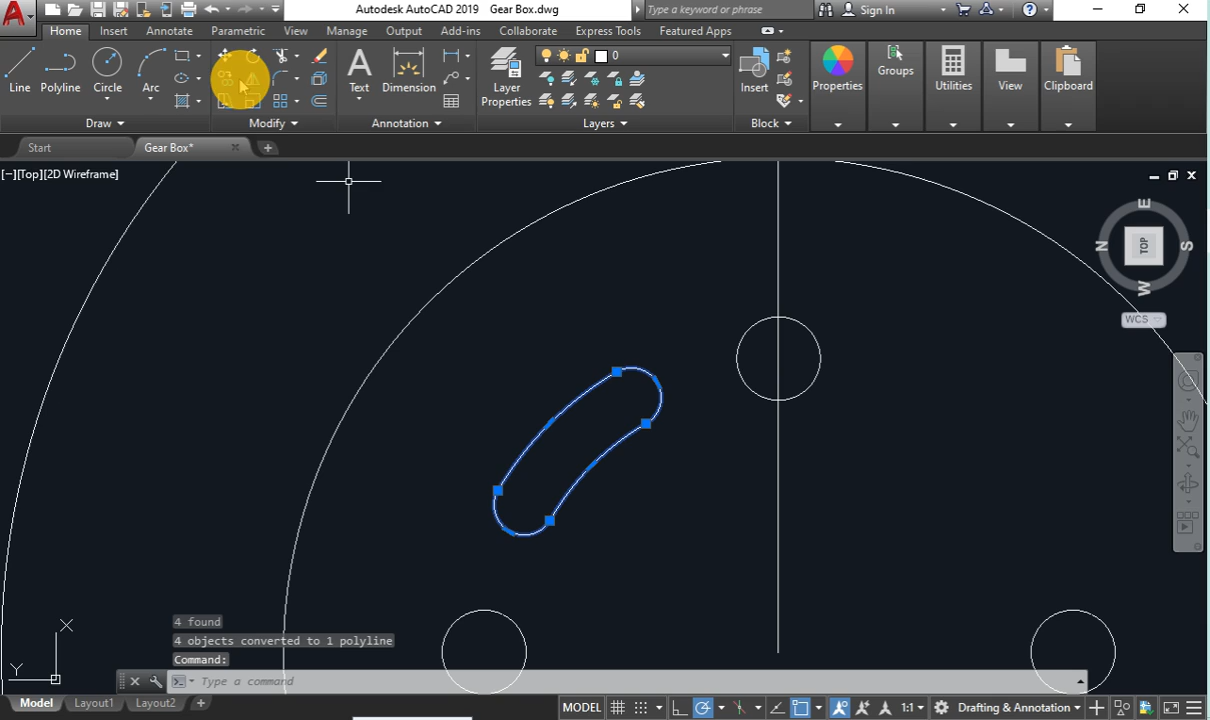 A Autodesk AutoCAD 2019 Gear Box.dwg Type a keyword or phrase Sign In
Home Insert Annotate Parametric View Manage Output Add-ins Collaborate Express Tools Featured Apps
0
Line Polyline Circle Arc Text Dimension Layer Properties Insert Properties Groups Utilities View Clipboard
Draw Modify Annotation Layers Block
Start Gear Box*
[−][Top][2D Wireframe]
E
N TOP S
W
WCS
4 found
4 objects converted to 1 polyline
Command:
X
Y
Type a command
Model Layout1 Layout2 + MODEL 1:1 Drafting & Annotation